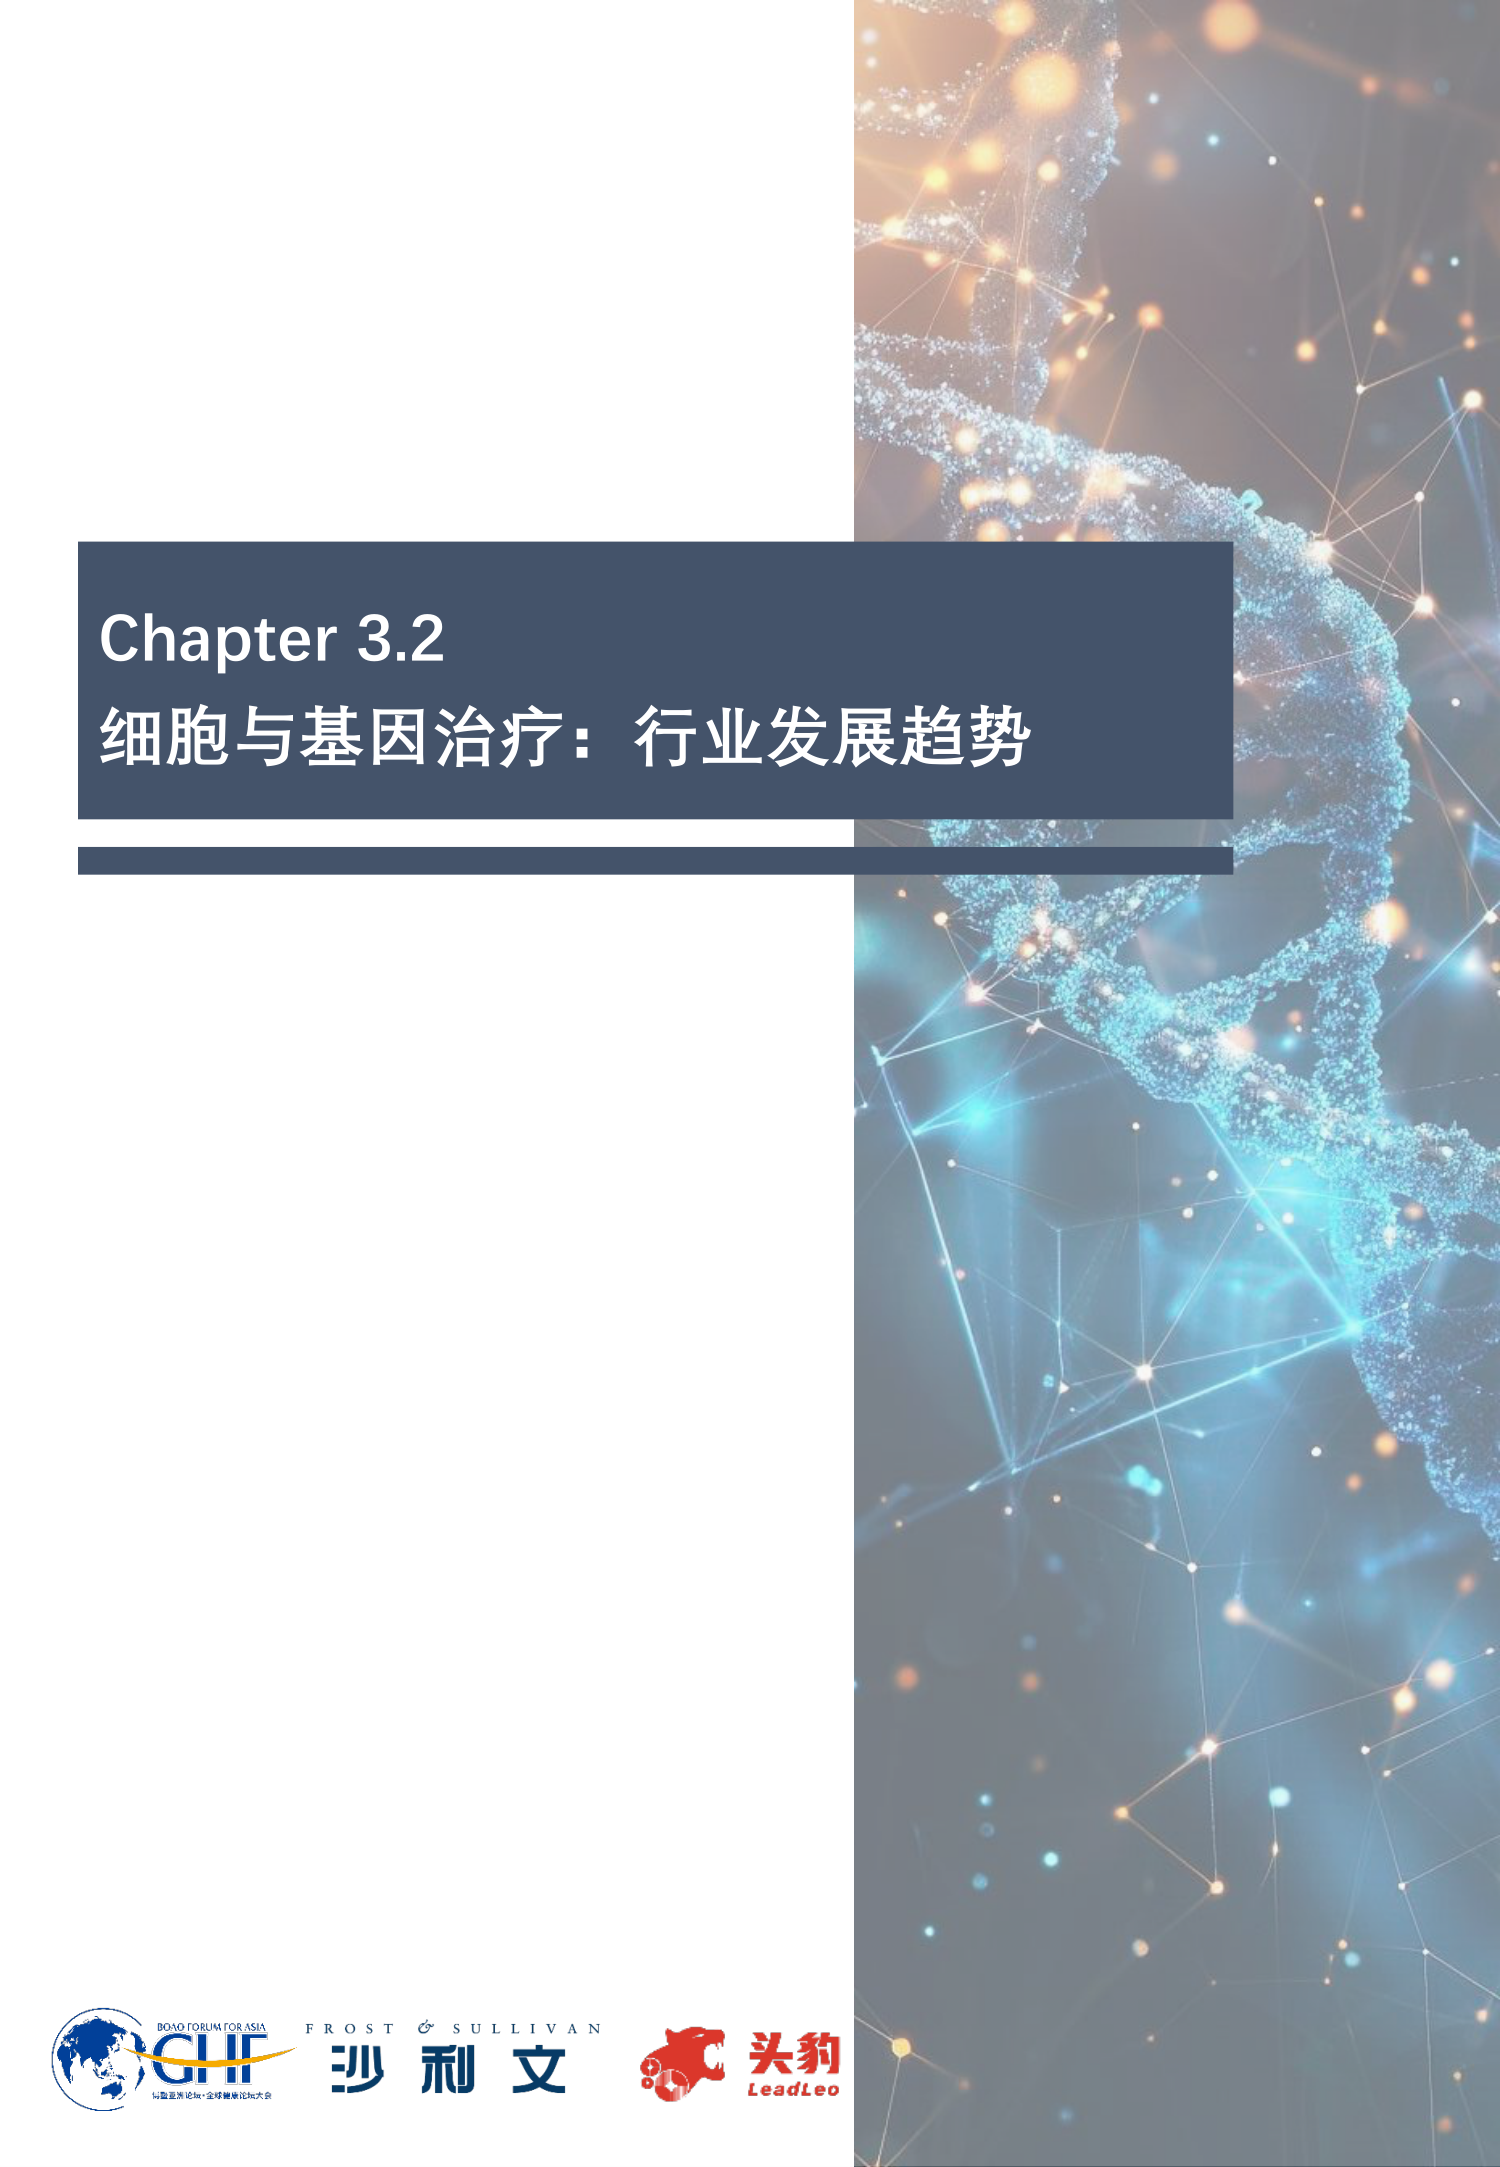 Chapter 3.2
细胞与基因治疗：行业发展趋势
BOAO FORUM FOR ASIA
GHF
博鳌亚洲论坛·全球健康论坛大会
FROST & SULLIVAN
沙利文
头豹
LeadLeo